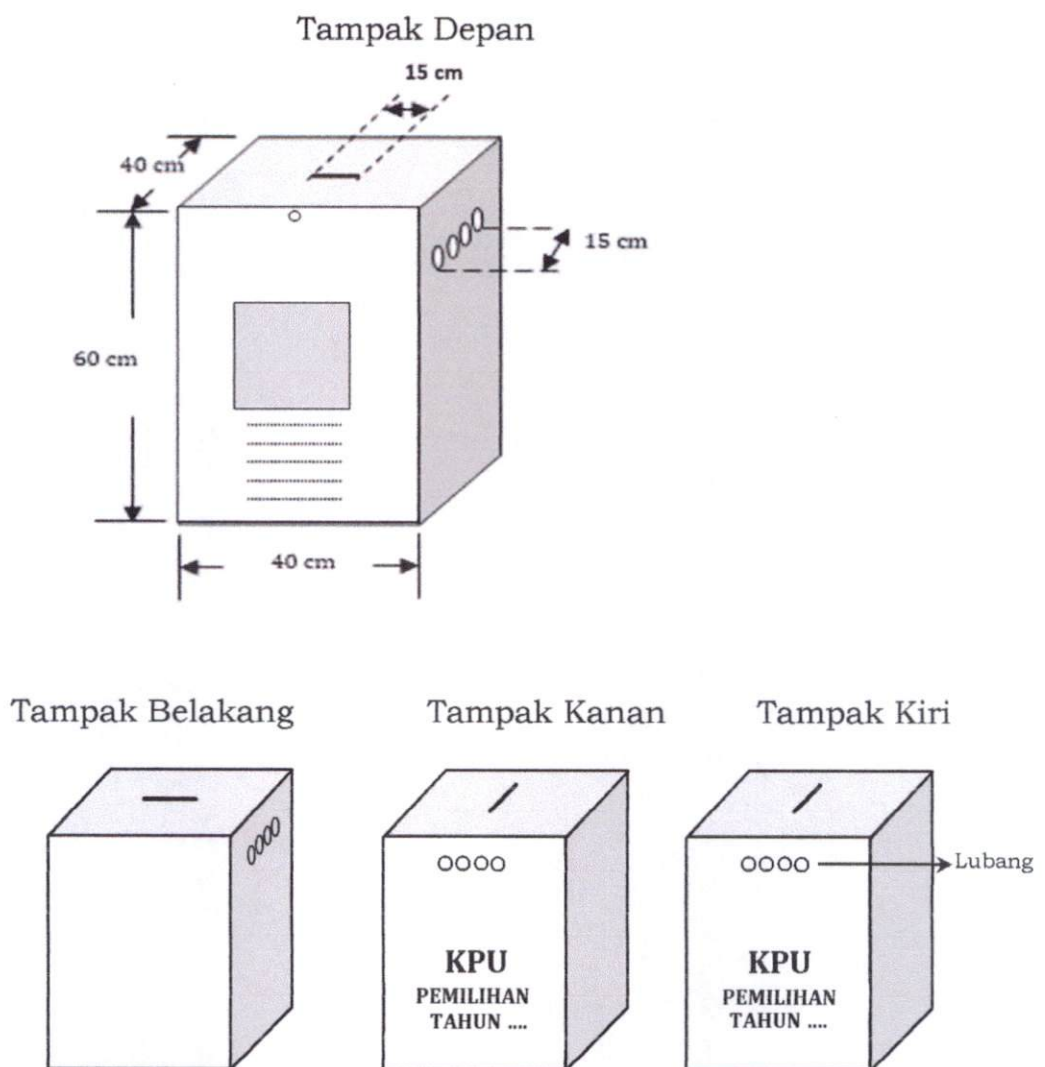 Tampak Depan
15 cm
40 cm
15 cm
60 cm
40 cm
Tampak Belakang
Tampak Kanan
Tampak Kiri
Lubang
KPU
PEMILIHAN
TAHUN ....
KPU
PEMILIHAN
TAHUN ....